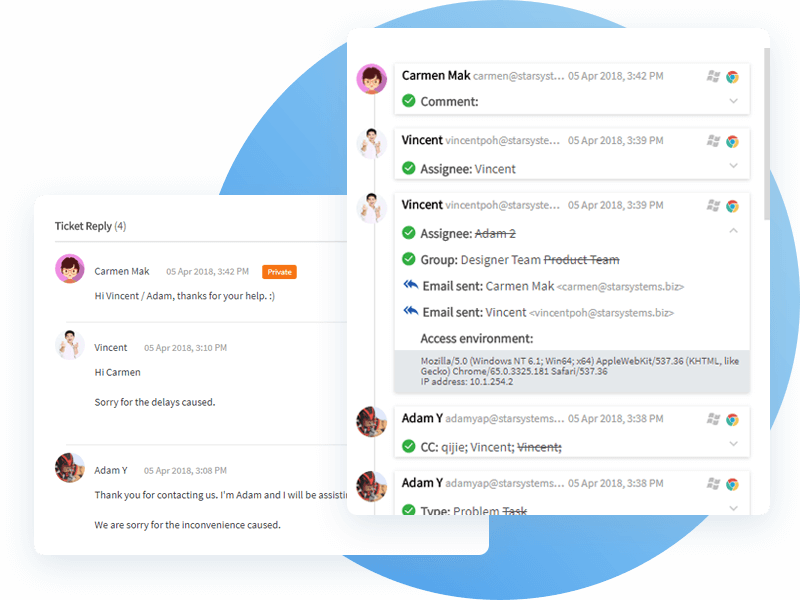 Ticket Reply (4)
Carmen Mak 05 Apr 2018, 3:42 PM Private
Hi Vincent / Adam, thanks for your help. :)
Vincent 05 Apr 2018, 3:10 PM
Hi Carmen
Sorry for the delays caused.
Adam Y 05 Apr 2018, 3:08 PM
Thank you for contacting us. I'm Adam and I will be assistin
We are sorry for the inconvenience caused.
Carmen Mak carmen@starsyst... 05 Apr 2018, 3:42 PM
Comment:
Vincent vincentpoh@starsyste... 05 Apr 2018, 3:39 PM
Assignee: Vincent
Vincent vincentpoh@starsyste... 05 Apr 2018, 3:39 PM
Assignee: Adam 2
Group: Designer Team Product Team
Email sent: Carmen Mak <carmen@starsystems.biz>
Email sent: Vincent <vincentpoh@starsystems.biz>
Access environment:
Mozilla/5.0 (Windows NT 6.1; Win64; x64) AppleWebKit/537.36 (KHTML, like
Gecko) Chrome/65.0.3325.181 Safari/537.36
IP address: 10.1.254.2
Adam Y adamyap@starsystems... 05 Apr 2018, 3:38 PM
CC: qijie; Vincent; Vincent;
Adam Y adamyap@starsystems... 05 Apr 2018, 3:38 PM
Type: Problem Task